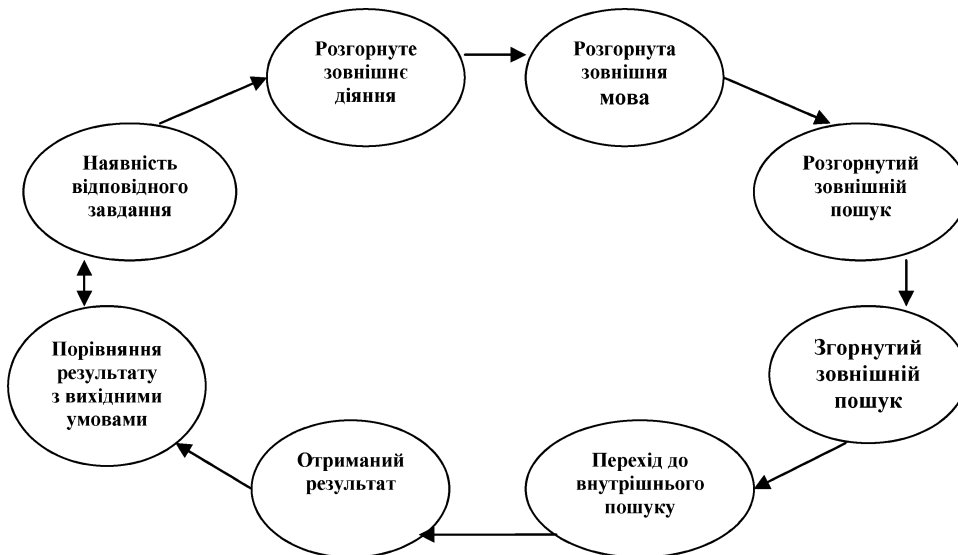 Розгорнуте
зовнішнє
діяння
Розгорнута
зовнішня
мова
Розгорнутий
зовнішній
пошук
Згорнутий
зовнішній
пошук
Перехід до
внутрішнього
пошуку
Отриманий
результат
Порівняння
результату
з вихідними
умовами
Наявність
відповідного
завдання